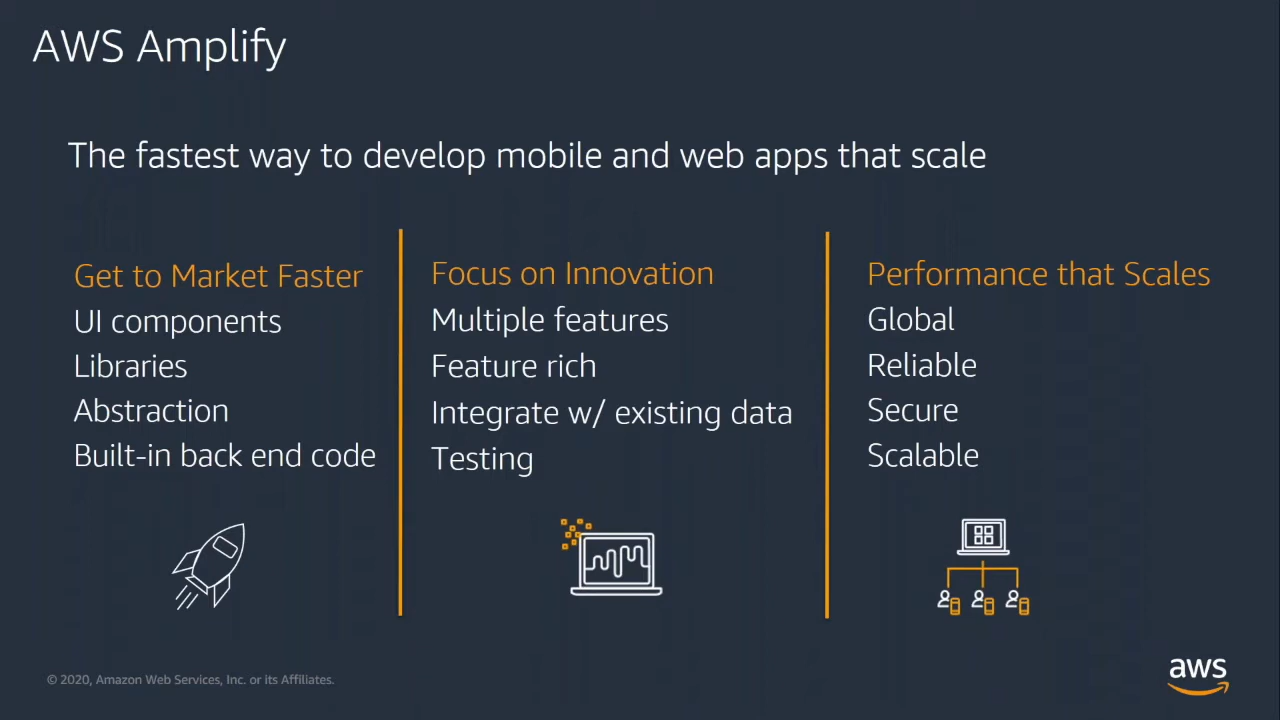 AWS Amplify
The fastest way to develop mobile and web apps that scale
Get to Market Faster
UI components
Libraries
Abstraction
Built-in back end code
Focus on Innovation
Multiple features
Feature rich
Integrate w/ existing data
Testing
Performance that Scales
Global
Reliable
Secure
Scalable
© 2020, Amazon Web Services, Inc. or its Affiliates.
aws